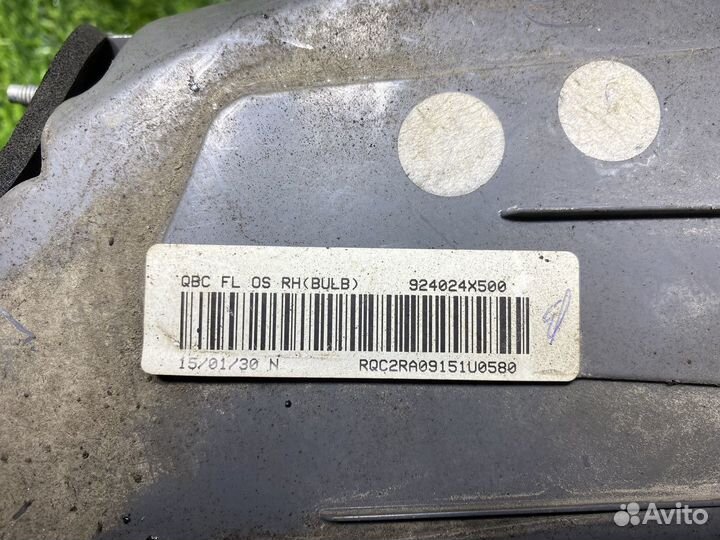 QBC FL OS RH(BULB) 924024X500
15/01/30 N RQC2RA09151U0580
Avito